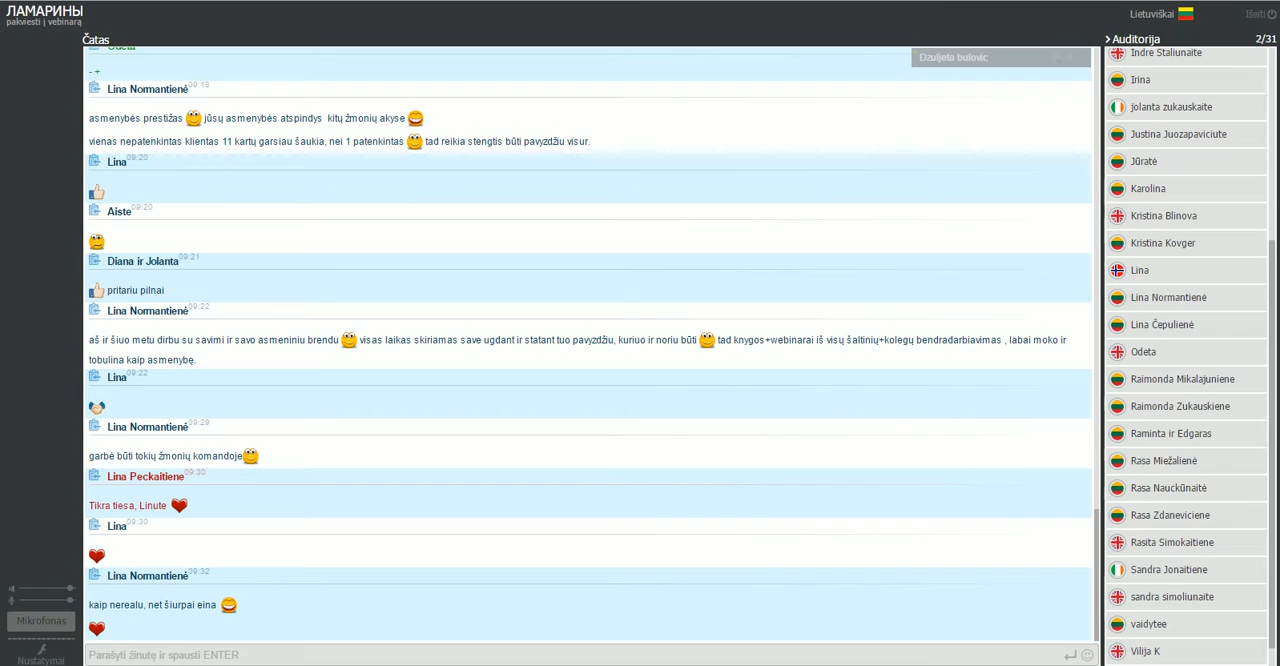 ЛАМАРИНЫ
pakviesti į vebinarą
Lietuviškai
Išeiti
Čatas
Auditorija 2/31
Odeta
- +
Dzuljeta bulovic
Lina Normantienė 09:18
asmenybės prestižas jūsų asmenybės atspindys kitų žmonių akyse
vienas nepatenkintas klientas 11 kartų garsiau šaukia, nei 1 patenkintas tad reikia stengtis būti pavyzdžiu visur.
Lina 09:20
Aiste 09:20
Diana ir Jolanta 09:21
pritariu pilnai
Lina Normantienė 09:22
aš ir šiuo metu dirbu su savimi ir savo asmeniniu brendu visas laikas skiriamas save ugdant ir statant tuo pavyzdžiu, kuriuo ir noriu būti tad knygos+webinarai iš visų šaltinių+kolegų bendradarbiavimas , labai moko ir
tobulina kaip asmenybę.
Lina 09:22
Lina Normantienė 09:29
garbė būti tokių žmonių komandoje
Lina Peckaitiene 09:30
Tikra tiesa, Linute
Lina 09:30
Lina Normantienė 09:32
kaip nerealu, net šiurpai eina
Parašyti žinutę ir spausti ENTER
Mikrofonas
Nustatymai
Indre Staliunaite
Irina
jolanta zukauskaite
Justina Juozapaviciute
Jūratė
Karolina
Kristina Blinova
Kristina Kovger
Lina
Lina Normantienė
Lina Čepulienė
Odeta
Raimonda Mikalajuniene
Raimonda Zukauskiene
Raminta ir Edgaras
Rasa Miežalienė
Rasa Nauckūnaitė
Rasa Zdaneviciene
Rasita Simokaitiene
Sandra Jonaitiene
sandra simoliunaite
vaidytee
Vilija K